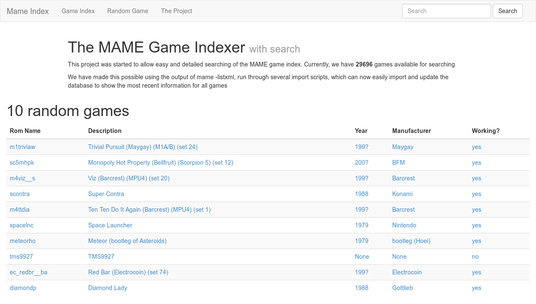 Mame Index Game Index Random Game The Project Search Search
The MAME Game Indexer with search
This project was started to allow easy and detailed searching of the MAME game index. Currently, we have 29696 games available for searching
We have made this possible using the output of mame -listxml, run through several import scripts, which can now easily import and update the
database to show the most recent information for all games
10 random games
Rom Name Description Year Manufacturer Working?
m1triviaw Trivial Pursuit (Maygay) (M1A/B) (set 24) 199? Maygay yes
sc5mhpk Monopoly Hot Property (Bellfruit) (Scorpion 5) (set 12) 200? BFM yes
m4viz__s Viz (Barcrest) (MPU4) (set 20) 199? Barcrest yes
xcontra Super Contra 1988 Konami yes
m4ttdia Ten Ten Do It Again (Barcrest) (MPU4) (set 1) 199? Barcrest yes
spacelnc Space Launcher 1979 Nintendo yes
meteorho Meteor (bootleg of Asteroids) 1979 bootleg (Hoei) yes
tms9927 TMS9927 None None no
ec_redbr__ba Red Bar (Electrocoin) (set 74) 199? Electrocoin yes
diamondp Diamond Lady 1988 Gottlieb yes